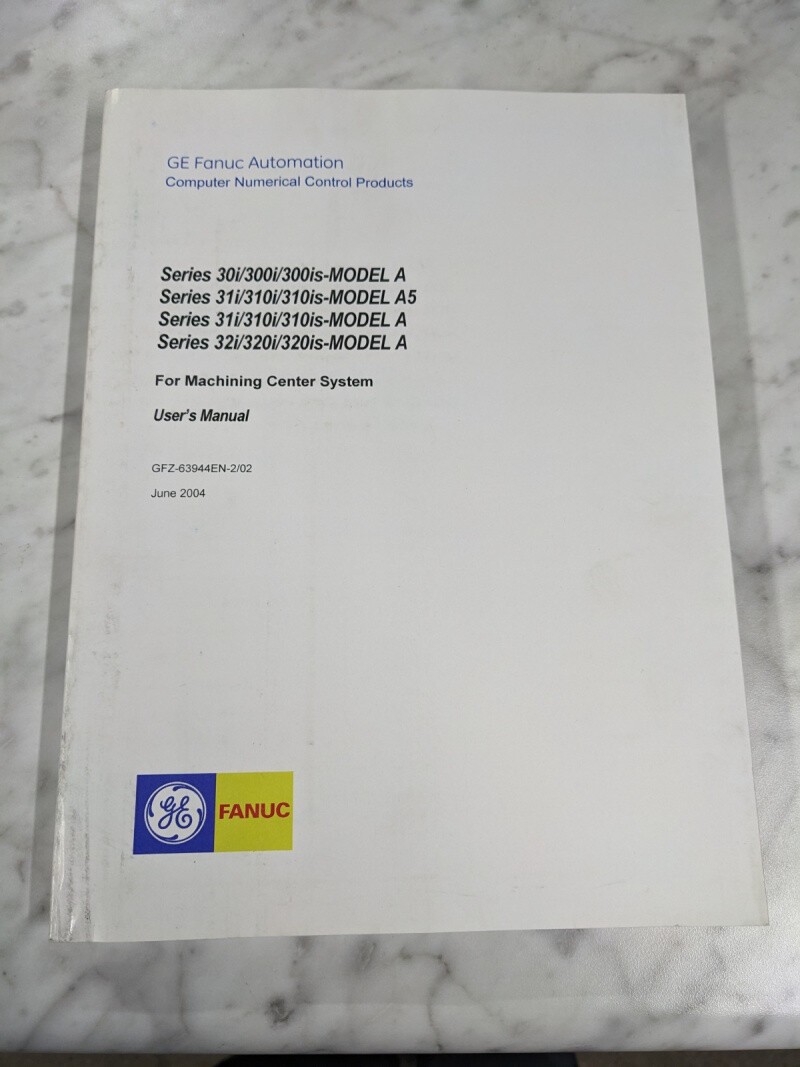 GE Fanuc Automation
Computer Numerical Control Products
Series 30i/300i/300is-MODEL A
Series 31i/310i/310is-MODEL A5
Series 31i/310i/310is-MODEL A
Series 32i/320i/320is-MODEL A
For Machining Center System
User's Manual
GFZ-63944EN-2/02
June 2004
GE FANUC